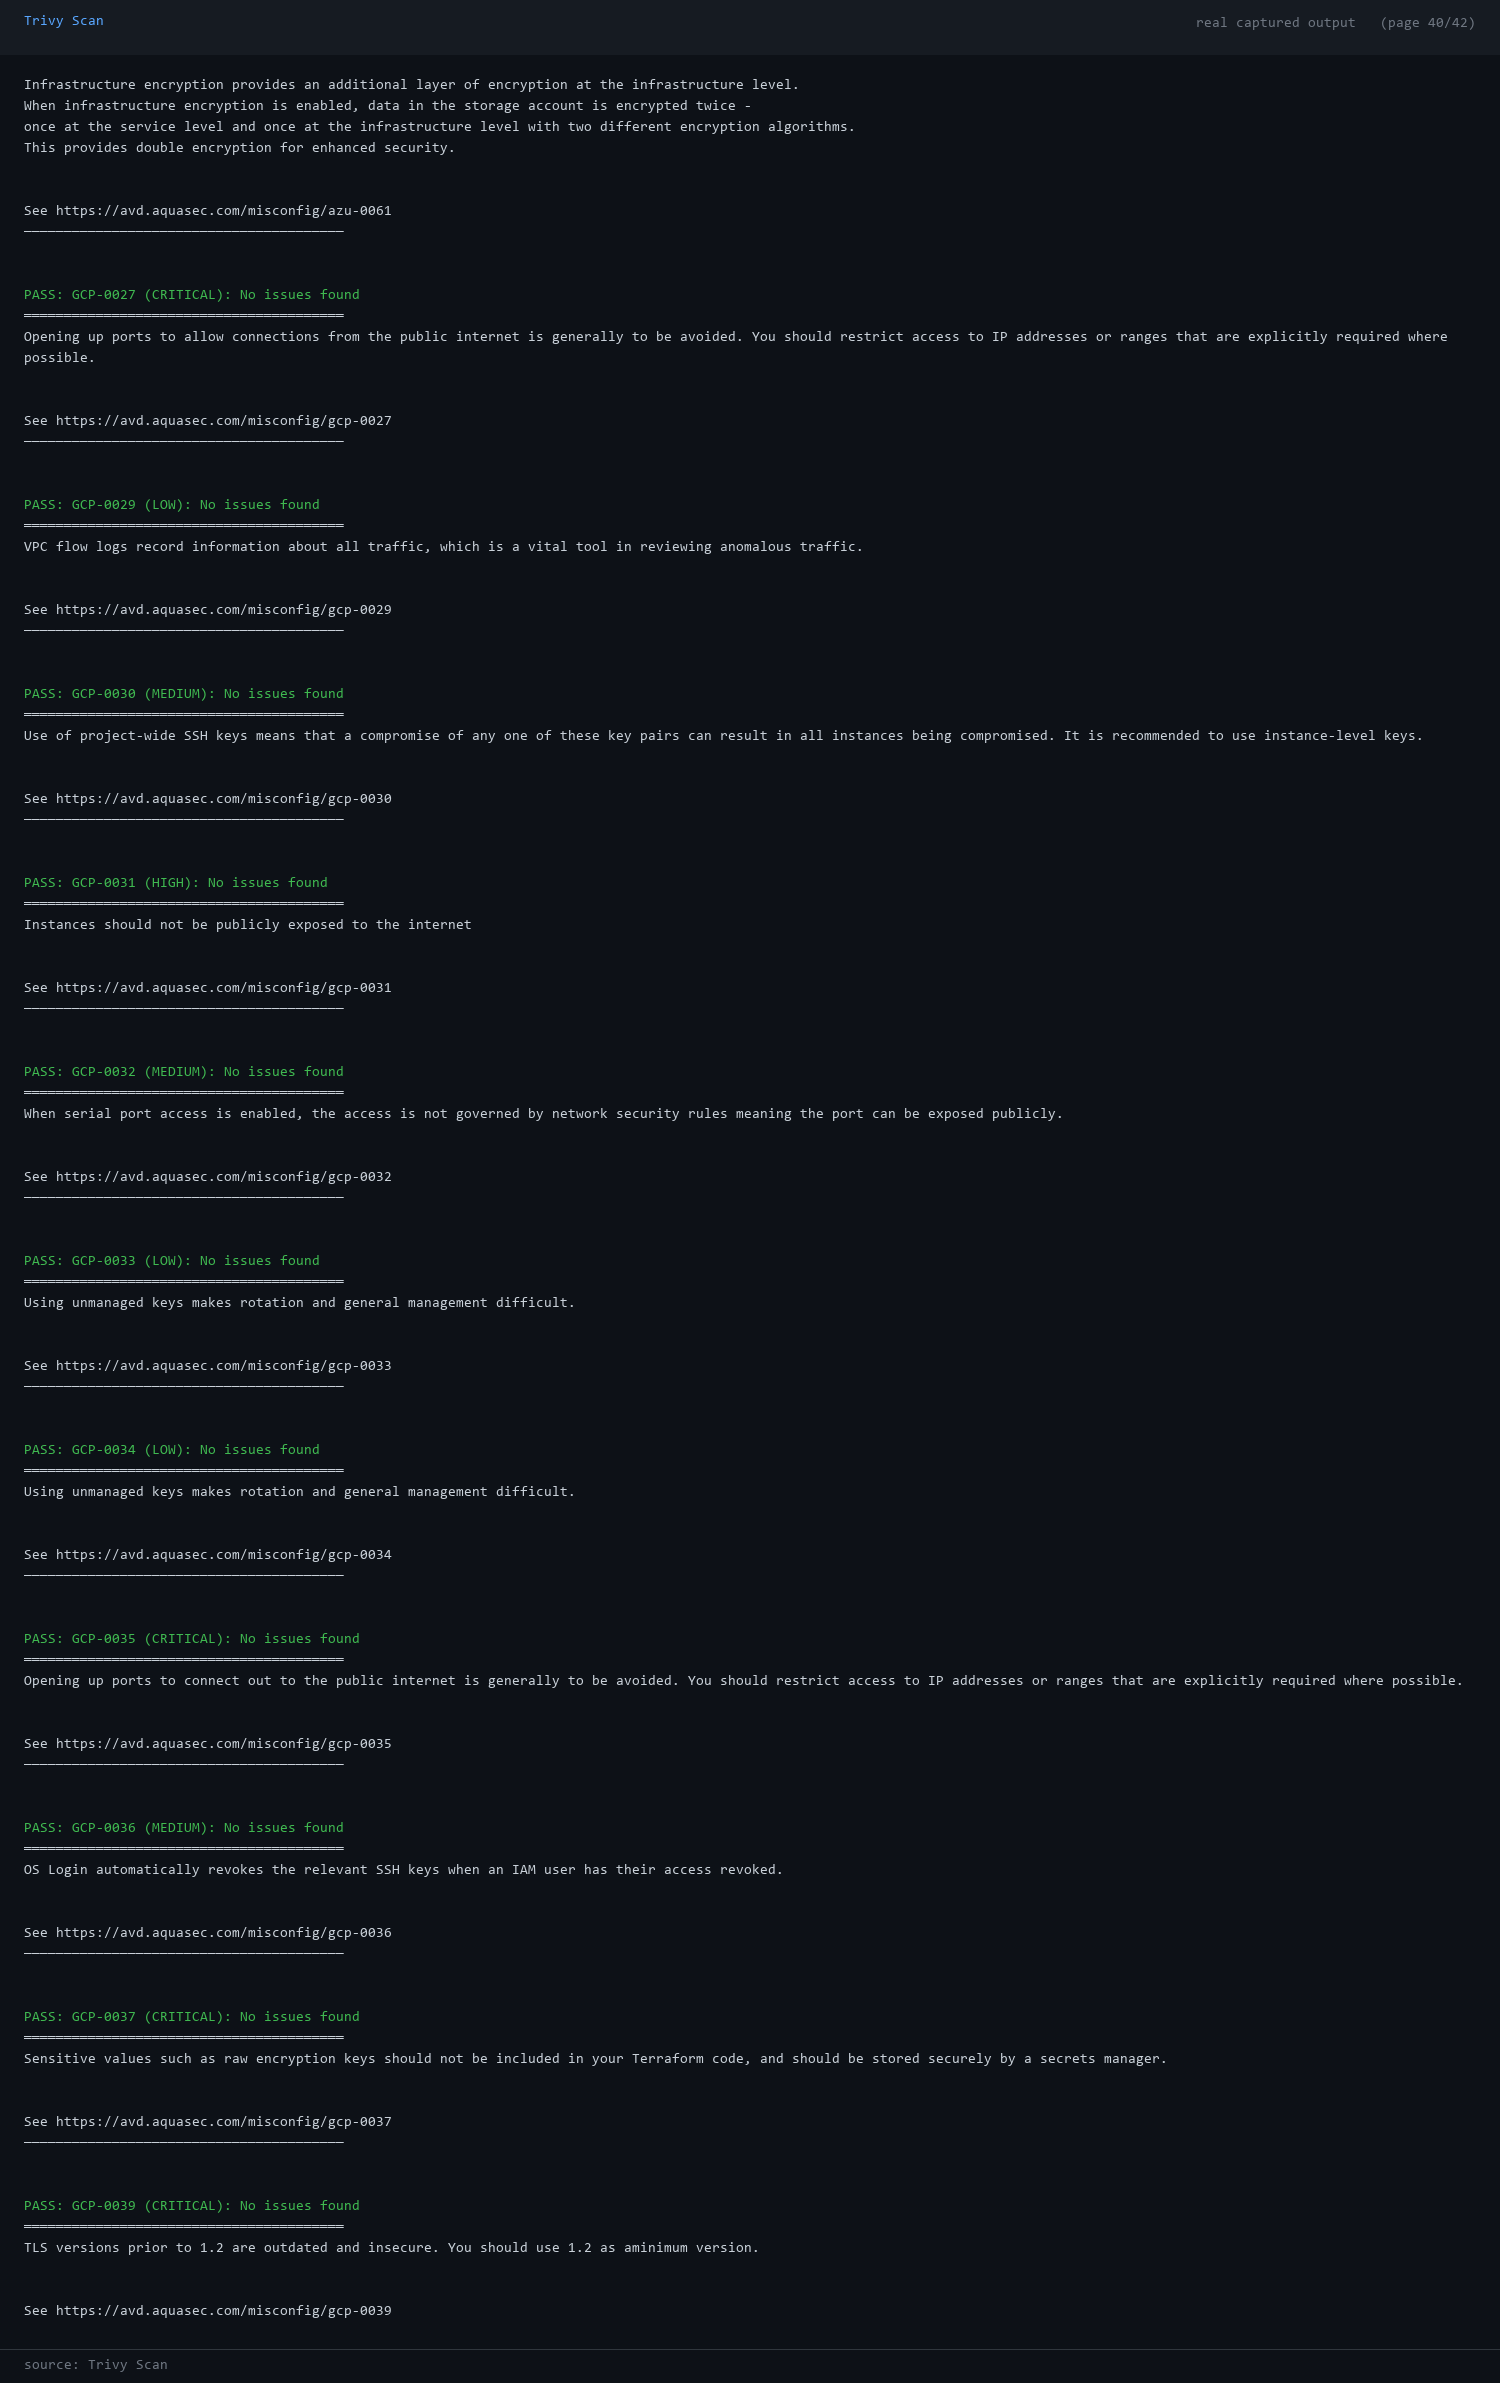 Trivy Scan
real captured output   (page 40/42)
Infrastructure encryption provides an additional layer of encryption at the infrastructure level.
When infrastructure encryption is enabled, data in the storage account is encrypted twice -
once at the service level and once at the infrastructure level with two different encryption algorithms.
This provides double encryption for enhanced security.
See https://avd.aquasec.com/misconfig/azu-0061
────────────────────────────────────────
PASS: GCP-0027 (CRITICAL): No issues found
════════════════════════════════════════
Opening up ports to allow connections from the public internet is generally to be avoided. You should restrict access to IP addresses or ranges that are explicitly required where
possible.
See https://avd.aquasec.com/misconfig/gcp-0027
────────────────────────────────────────
PASS: GCP-0029 (LOW): No issues found
════════════════════════════════════════
VPC flow logs record information about all traffic, which is a vital tool in reviewing anomalous traffic.
See https://avd.aquasec.com/misconfig/gcp-0029
────────────────────────────────────────
PASS: GCP-0030 (MEDIUM): No issues found
════════════════════════════════════════
Use of project-wide SSH keys means that a compromise of any one of these key pairs can result in all instances being compromised. It is recommended to use instance-level keys.
See https://avd.aquasec.com/misconfig/gcp-0030
────────────────────────────────────────
PASS: GCP-0031 (HIGH): No issues found
════════════════════════════════════════
Instances should not be publicly exposed to the internet
See https://avd.aquasec.com/misconfig/gcp-0031
────────────────────────────────────────
PASS: GCP-0032 (MEDIUM): No issues found
════════════════════════════════════════
When serial port access is enabled, the access is not governed by network security rules meaning the port can be exposed publicly.
See https://avd.aquasec.com/misconfig/gcp-0032
────────────────────────────────────────
PASS: GCP-0033 (LOW): No issues found
════════════════════════════════════════
Using unmanaged keys makes rotation and general management difficult.
See https://avd.aquasec.com/misconfig/gcp-0033
────────────────────────────────────────
PASS: GCP-0034 (LOW): No issues found
════════════════════════════════════════
Using unmanaged keys makes rotation and general management difficult.
See https://avd.aquasec.com/misconfig/gcp-0034
────────────────────────────────────────
PASS: GCP-0035 (CRITICAL): No issues found
════════════════════════════════════════
Opening up ports to connect out to the public internet is generally to be avoided. You should restrict access to IP addresses or ranges that are explicitly required where possible.
See https://avd.aquasec.com/misconfig/gcp-0035
────────────────────────────────────────
PASS: GCP-0036 (MEDIUM): No issues found
════════════════════════════════════════
OS Login automatically revokes the relevant SSH keys when an IAM user has their access revoked.
See https://avd.aquasec.com/misconfig/gcp-0036
────────────────────────────────────────
PASS: GCP-0037 (CRITICAL): No issues found
════════════════════════════════════════
Sensitive values such as raw encryption keys should not be included in your Terraform code, and should be stored securely by a secrets manager.
See https://avd.aquasec.com/misconfig/gcp-0037
────────────────────────────────────────
PASS: GCP-0039 (CRITICAL): No issues found
════════════════════════════════════════
TLS versions prior to 1.2 are outdated and insecure. You should use 1.2 as aminimum version.
See https://avd.aquasec.com/misconfig/gcp-0039
source: Trivy Scan